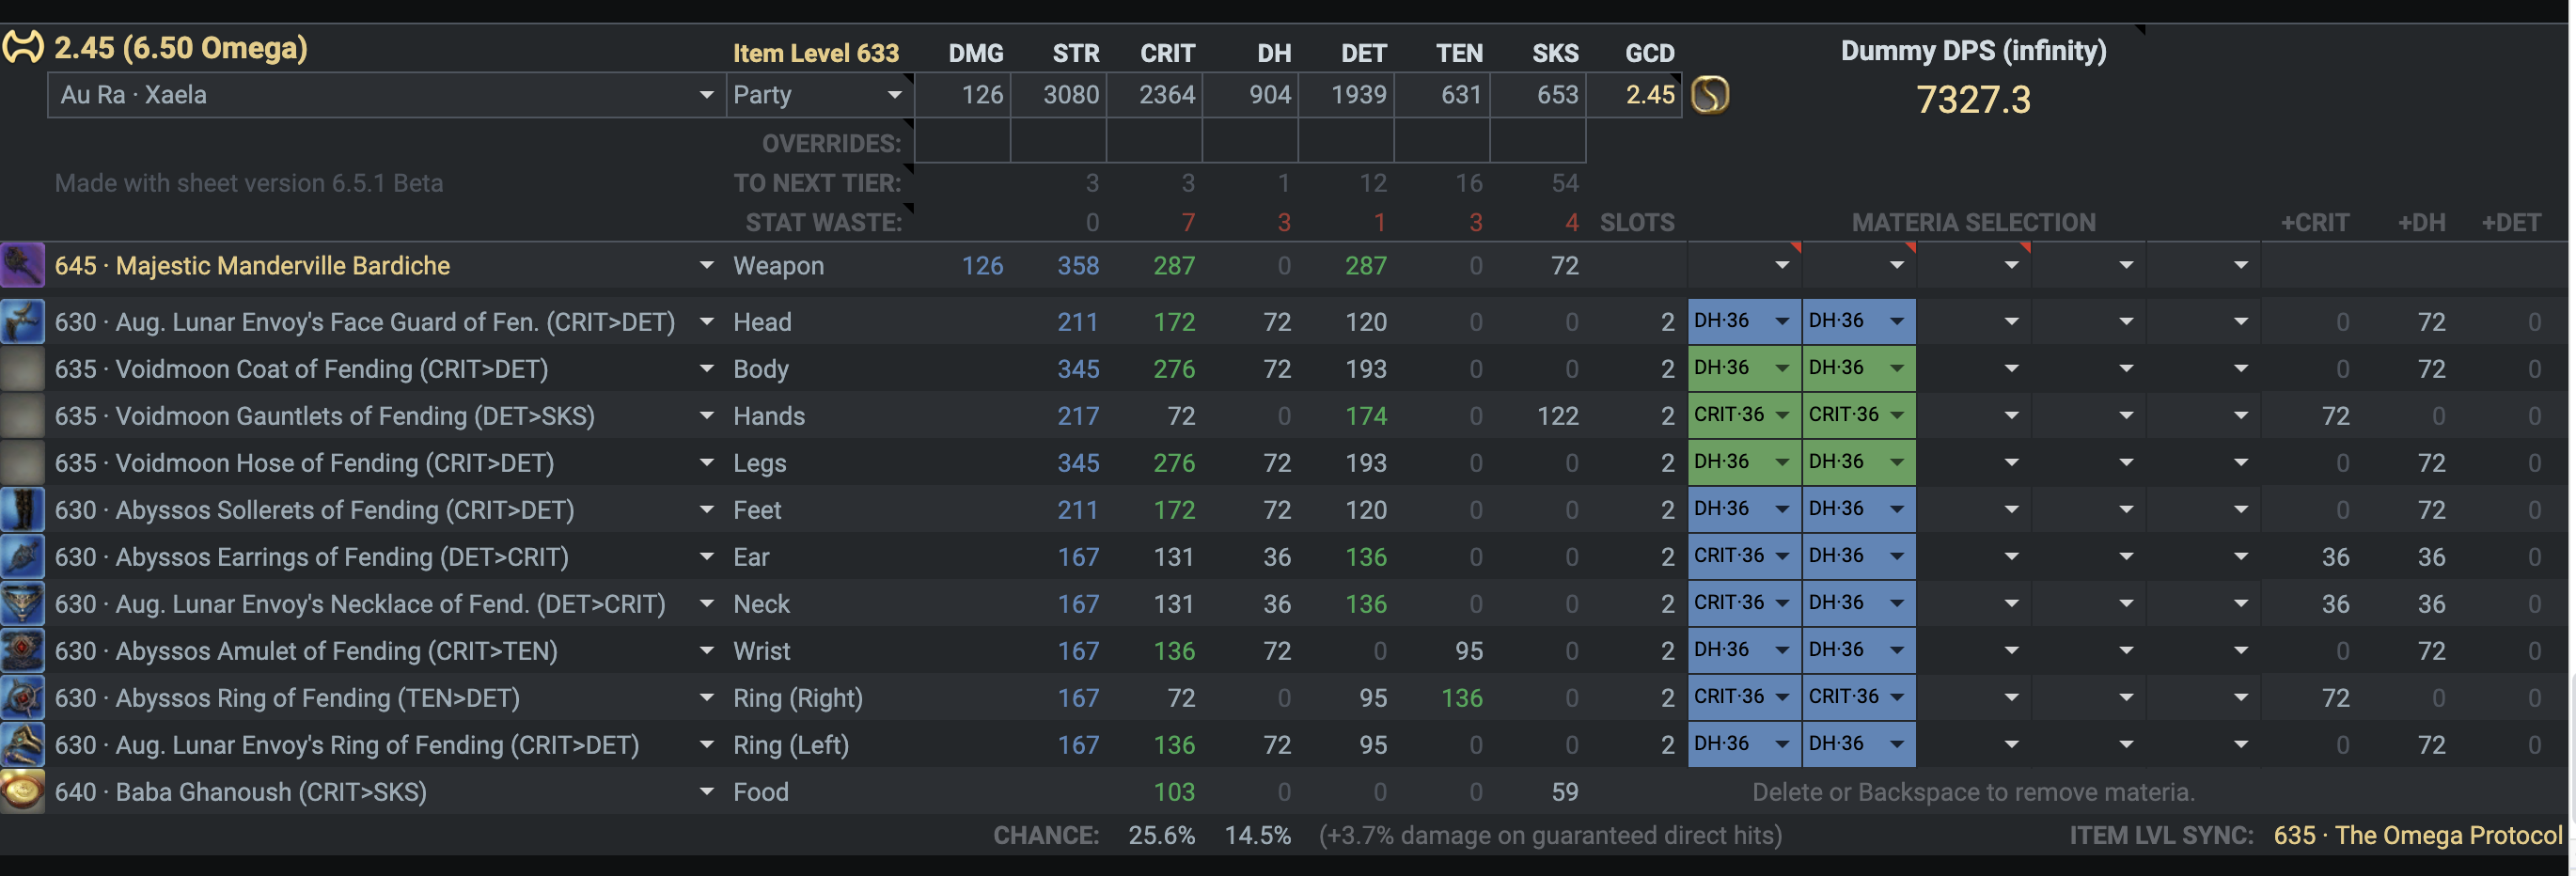 2.45 (6.50 Omega) Item Level 633 DMG STR CRIT DH DET TEN SKS GCD Dummy DPS (infinity)
Au Ra · Xaela Party 126 3080 2364 904 1939 631 653 2.45 7327.3
OVERRIDES:
Made with sheet version 6.5.1 Beta TO NEXT TIER: 3 3 1 12 16 54
STAT WASTE: 0 7 3 1 3 4 SLOTS MATERIA SELECTION +CRIT +DH +DET
645 · Majestic Manderville Bardiche Weapon 126 358 287 0 287 0 72
630 · Aug. Lunar Envoy's Face Guard of Fen. (CRIT>DET) Head 211 172 72 120 0 0 2 DH·36 DH·36 0 72 0
635 · Voidmoon Coat of Fending (CRIT>DET) Body 345 276 72 193 0 0 2 DH·36 DH·36 0 72 0
635 · Voidmoon Gauntlets of Fending (DET>SKS) Hands 217 72 0 174 0 122 2 CRIT·36 CRIT·36 72 0 0
635 · Voidmoon Hose of Fending (CRIT>DET) Legs 345 276 72 193 0 0 2 DH·36 DH·36 0 72 0
630 · Abyssos Sollerets of Fending (CRIT>DET) Feet 211 172 72 120 0 0 2 DH·36 DH·36 0 72 0
630 · Abyssos Earrings of Fending (DET>CRIT) Ear 167 131 36 136 0 0 2 CRIT·36 DH·36 36 36 0
630 · Aug. Lunar Envoy's Necklace of Fend. (DET>CRIT) Neck 167 131 36 136 0 0 2 CRIT·36 DH·36 36 36 0
630 · Abyssos Amulet of Fending (CRIT>TEN) Wrist 167 136 72 0 95 0 2 DH·36 DH·36 0 72 0
630 · Abyssos Ring of Fending (TEN>DET) Ring (Right) 167 72 0 95 136 0 2 CRIT·36 CRIT·36 72 0 0
630 · Aug. Lunar Envoy's Ring of Fending (CRIT>DET) Ring (Left) 167 136 72 95 0 0 2 DH·36 DH·36 0 72 0
640 · Baba Ghanoush (CRIT>SKS) Food 103 0 0 0 59 Delete or Backspace to remove materia.
CHANCE: 25.6% 14.5% (+3.7% damage on guaranteed direct hits) ITEM LVL SYNC: 635 · The Omega Protocol